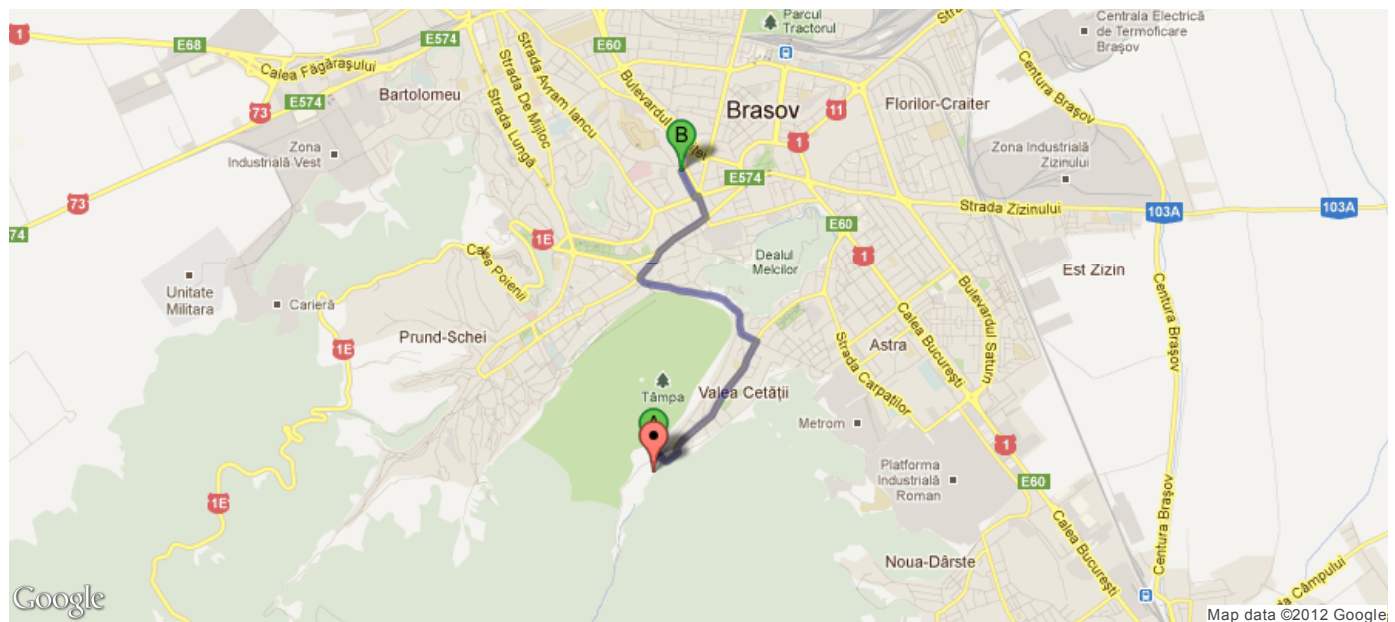 1
E68
E574
E60
Parcul
Tractorul
Centrala Electrică
de Termoficare
Brașov
Calea Făgărașului
Bartolomeu
Strada Avram Iancu
Strada De Mijloc
Strada Lungă
Bulevardul
Brasov
11
Florilor-Craiter
Centura Brașov
73
E574
Zona
Industrială Vest
B
1
Zona Industrială
Zizinului
E574
73
Strada Zizinului
103A
103A
74
1E
E60
1
Calea Poienii
Dealul
Melcilor
Est Zizin
Unitate
Militara
Carieră
Prund-Schei
1E
Astra
Calea București
Bulevardul Saturn
Centura Brașov
Strada Carpaților
Tâmpa
Valea Cetății
Metrom
1
Platforma
Industrială
Roman
E60
1E
Calea București
Centura Brașov
Noua-Dârste
Câmpului
Google
Map data ©2012 Google